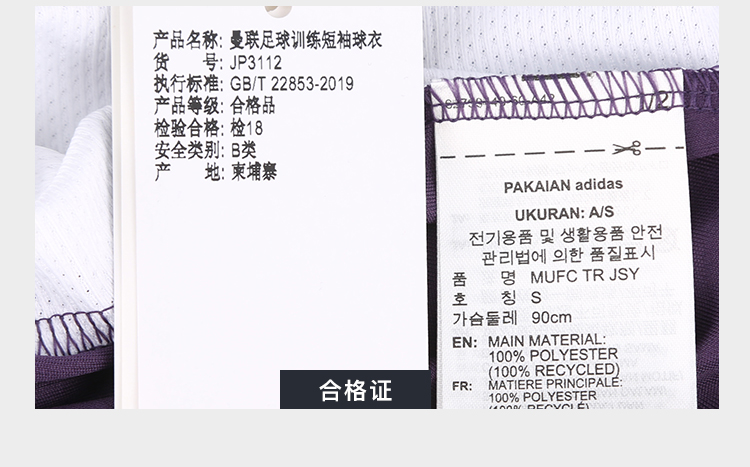 产品名称: 曼联足球训练短袖球衣
货 号: JP3112
执行标准: GB/T 22853-2019
产品等级: 合格品
检验合格: 检18
安全类别: B类
产 地: 柬埔寨
合格证
/2/
PAKAIAN adidas
UKURAN: A/S
전기용품 및 생활용품 안전
관리법에 의한 품질표시
품 명 MUFC TR JSY
호 칭 S
가슴둘레 90cm
EN: MAIN MATERIAL:
100% POLYESTER
(100% RECYCLED)
FR: MATIERE PRINCIPALE:
100% POLYESTER
(100% RECYCLÉ)